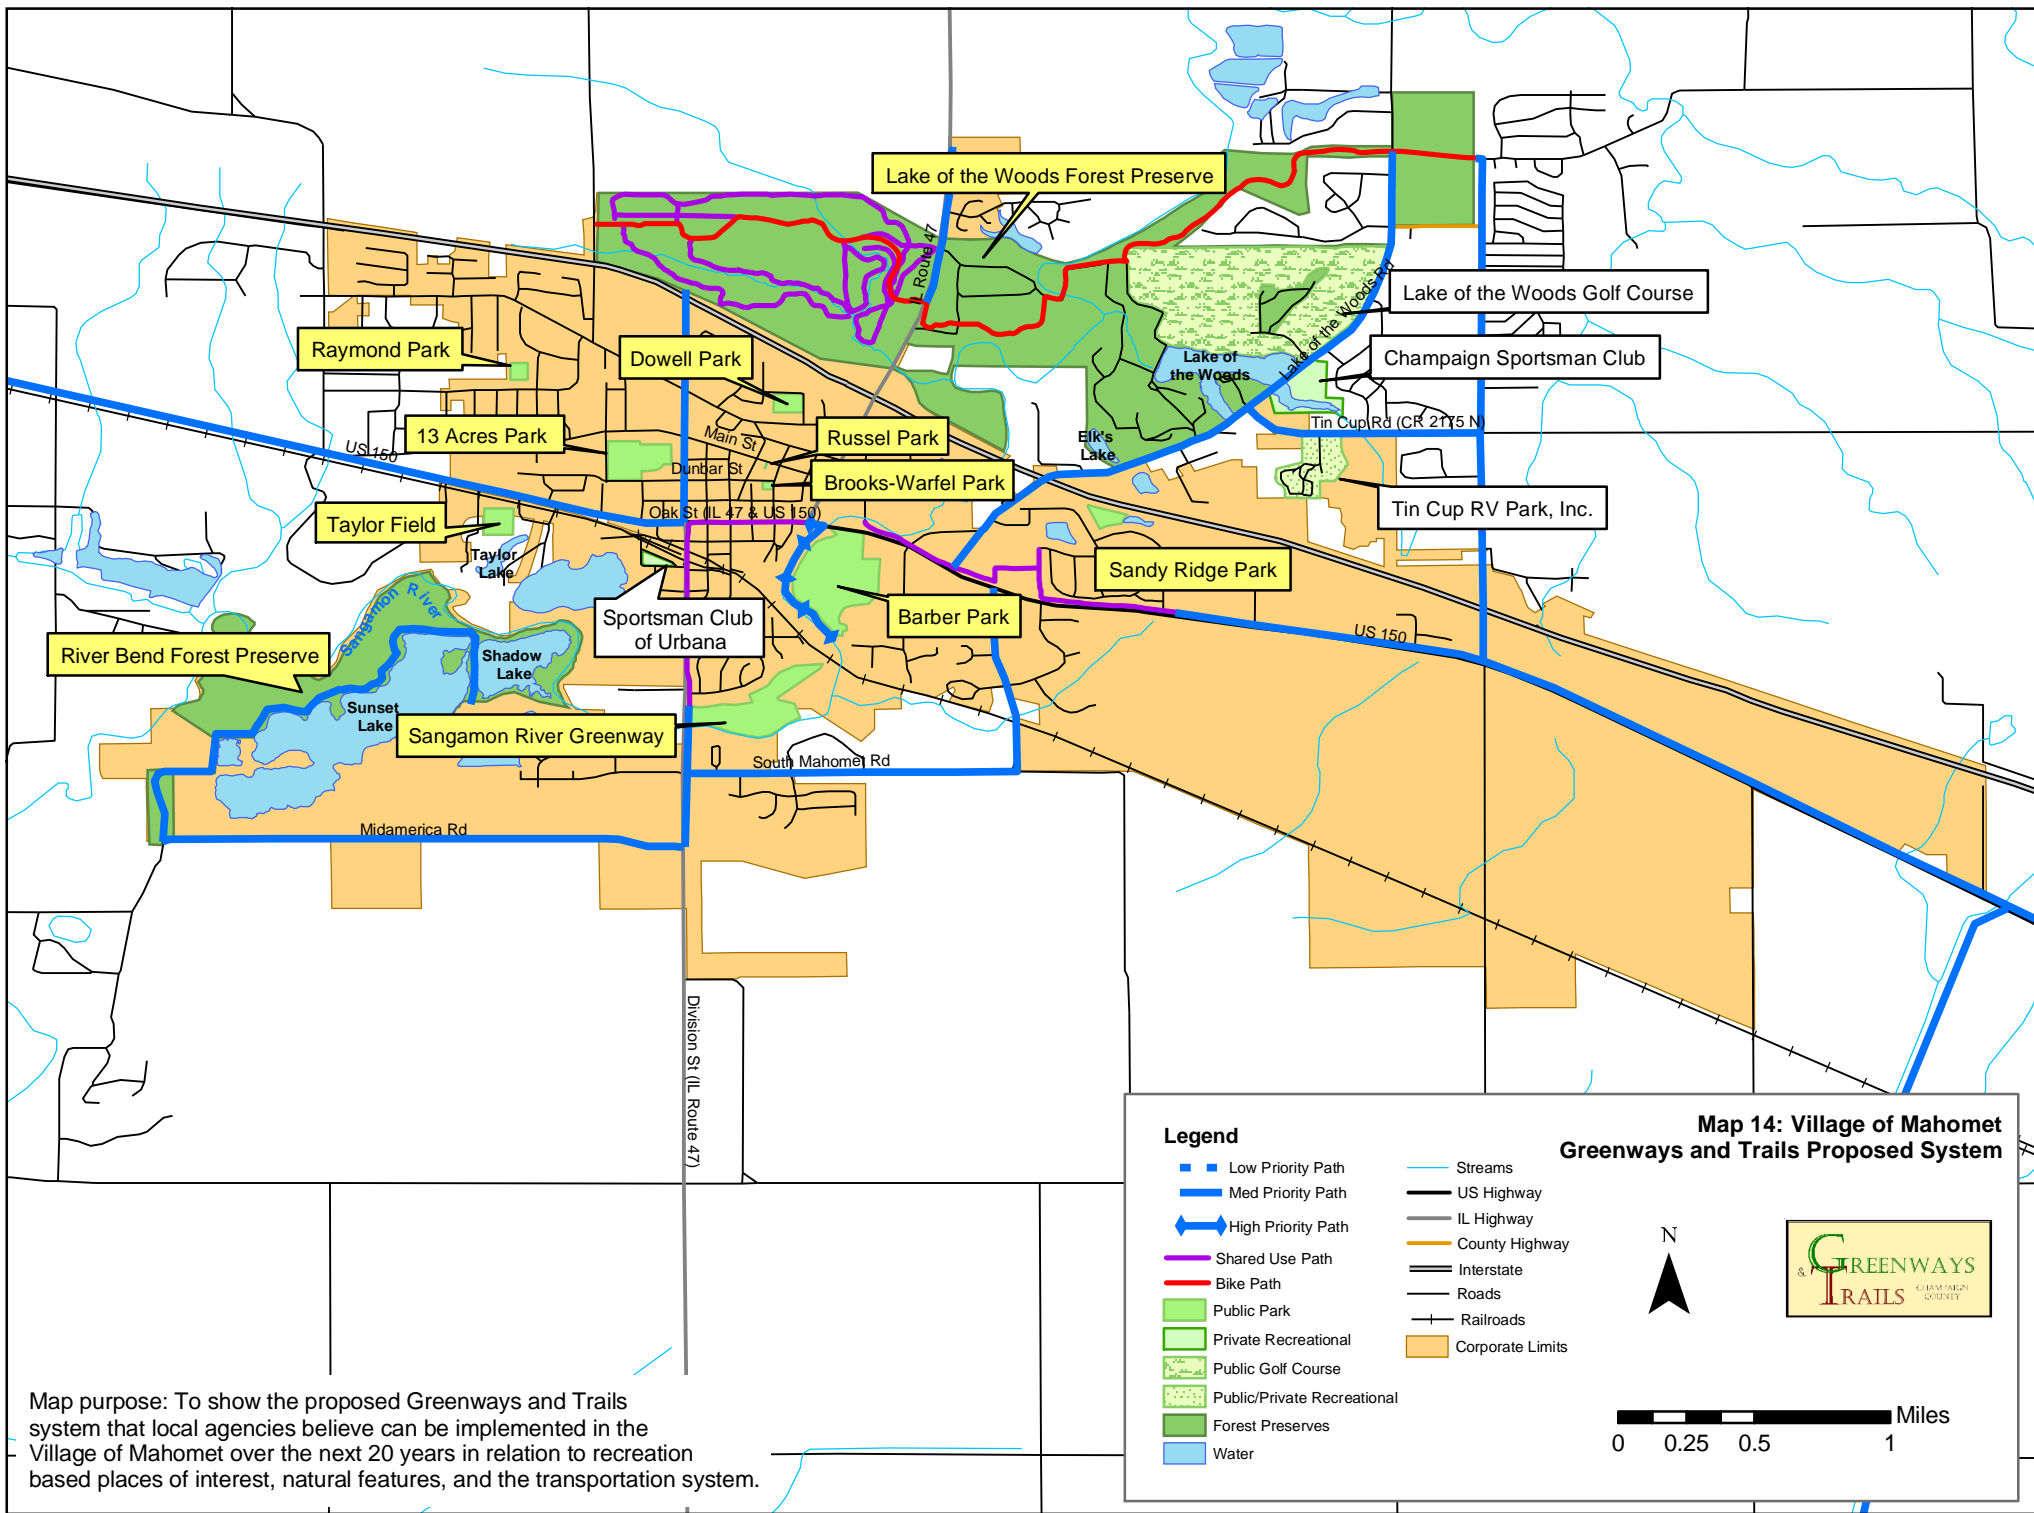 Lake of the Woods Forest Preserve
IL Route 47
Lake of the Woods Rd
Lake of the Woods Golf Course
Raymond Park
Dowell Park
Lake of
the Woods
Champaign Sportsman Club
Tin Cup Rd (CR 2175 N)
13 Acres Park
Main St
Russel Park
Elk's
Lake
US 150
Dunbar St
Brooks-Warfel Park
Tin Cup RV Park, Inc.
Taylor Field
Oak St (IL 47 & US 150)
Taylor
Lake
Sandy Ridge Park
Sangamon River
Sportsman Club
of Urbana
Barber Park
US 150
River Bend Forest Preserve
Shadow
Lake
Sunset
Lake
Sangamon River Greenway
South Mahomet Rd
Midamerica Rd
Division St (IL Route 47)
Map 14: Village of Mahomet
Greenways and Trails Proposed System
Legend
Low Priority Path
Med Priority Path
High Priority Path
Shared Use Path
Bike Path
Public Park
Private Recreational
Public Golf Course
Public/Private Recreational
Forest Preserves
Water
Streams
US Highway
IL Highway
County Highway
Interstate
Roads
Railroads
Corporate Limits
N
GREENWAYS
& TRAILS
CHAMPAIGN
COUNTY
Miles
0 0.25 0.5 1
Map purpose: To show the proposed Greenways and Trails
system that local agencies believe can be implemented in the
Village of Mahomet over the next 20 years in relation to recreation
based places of interest, natural features, and the transportation system.